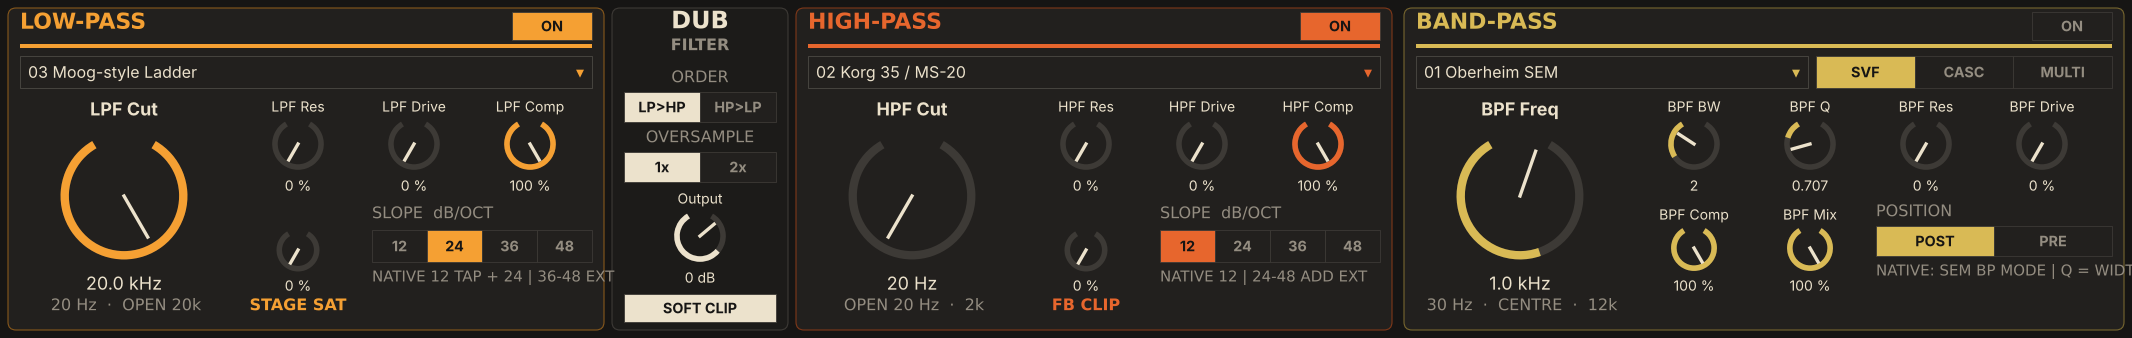 LOW-PASS
ON
03 Moog-style Ladder
LPF Cut
20.0 kHz
20 Hz · OPEN 20k
LPF Res
0 %
LPF Drive
0 %
LPF Comp
100 %
0 %
STAGE SAT
SLOPE dB/OCT
12 24 36 48
NATIVE 12 TAP + 24 | 36-48 EXT
DUB
FILTER
ORDER
LP>HP HP>LP
OVERSAMPLE
1x 2x
Output
0 dB
SOFT CLIP
HIGH-PASS
ON
02 Korg 35 / MS-20
HPF Cut
20 Hz
OPEN 20 Hz · 2k
HPF Res
0 %
HPF Drive
0 %
HPF Comp
100 %
0 %
FB CLIP
SLOPE dB/OCT
12 24 36 48
NATIVE 12 | 24-48 ADD EXT
BAND-PASS
ON
01 Oberheim SEM
SVF CASC MULTI
BPF Freq
1.0 kHz
30 Hz · CENTRE · 12k
BPF BW
2
BPF Q
0.707
BPF Res
0 %
BPF Drive
0 %
BPF Comp
100 %
BPF Mix
100 %
POSITION
POST PRE
NATIVE: SEM BP MODE | Q = WIDT